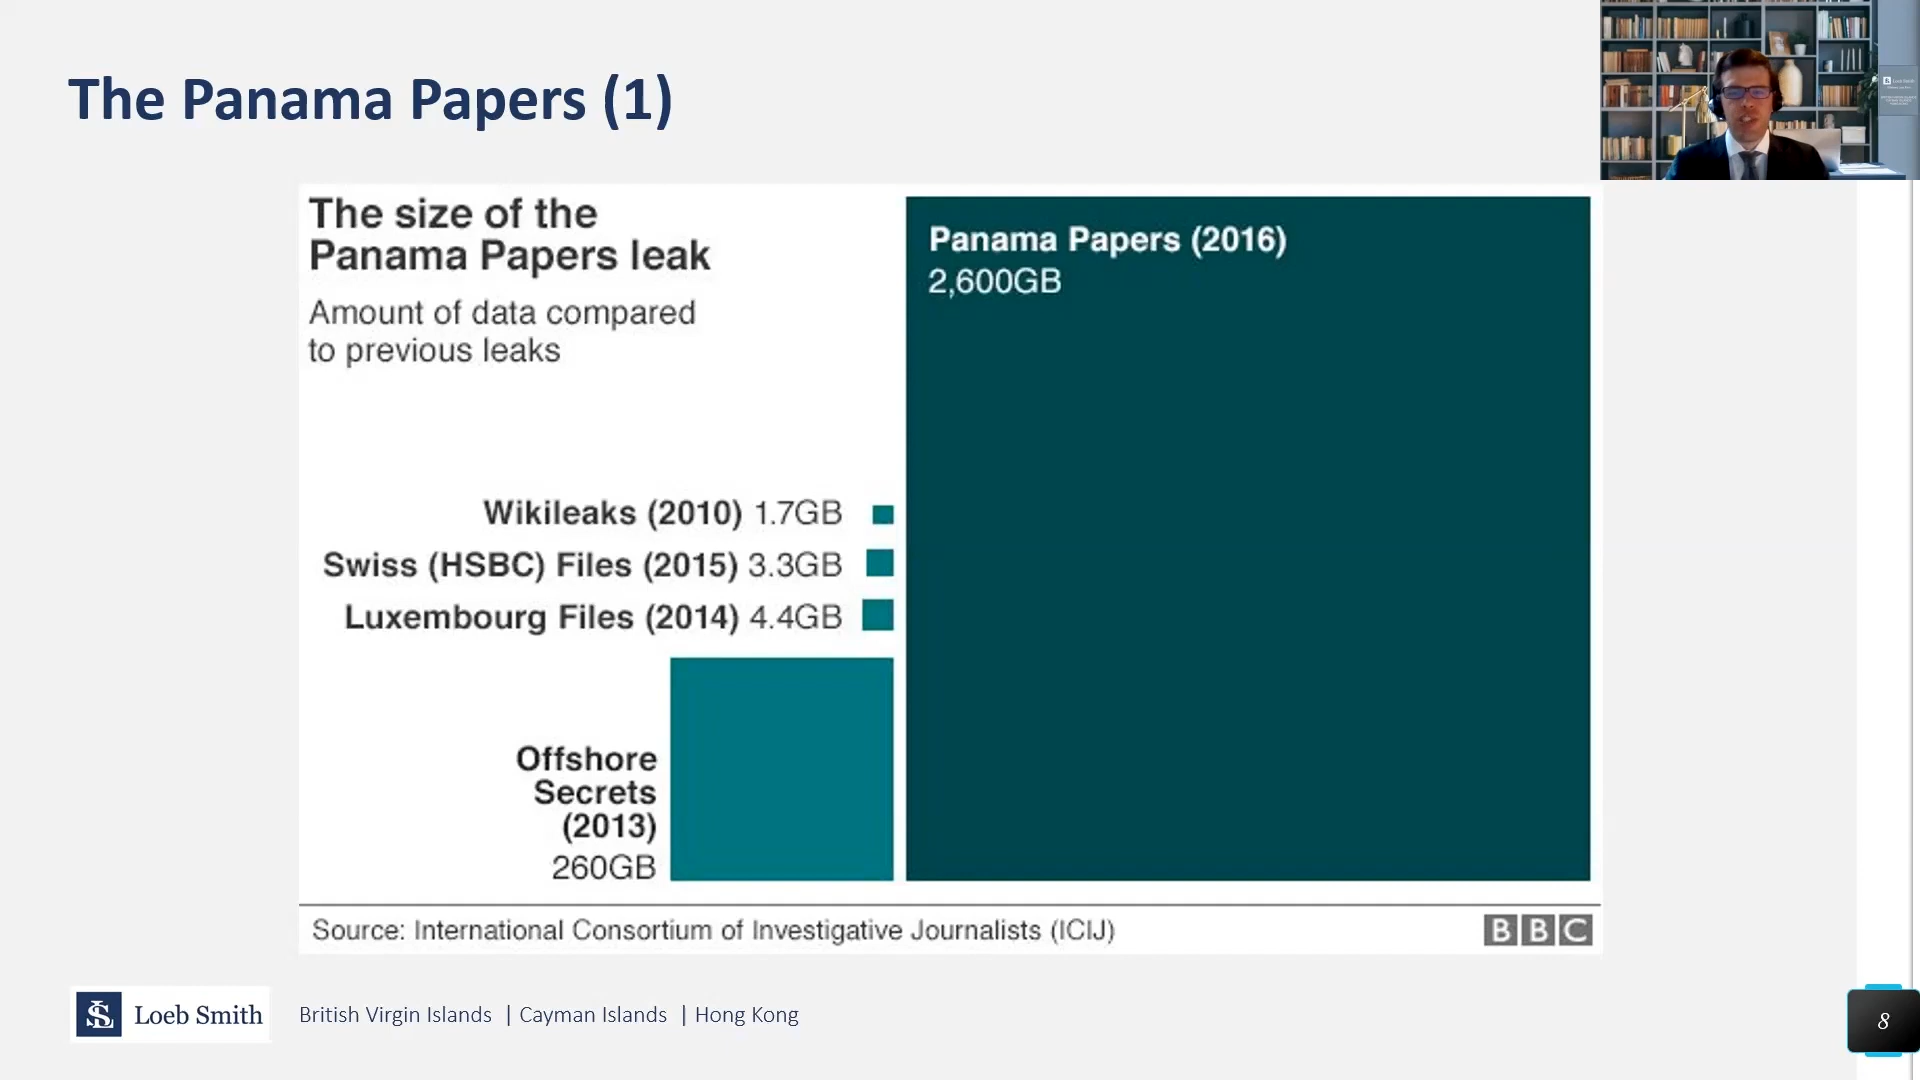 The Panama Papers (1)
The size of the
Panama Papers leak
Amount of data compared
to previous leaks
Panama Papers (2016)
2,600GB
Wikileaks (2010) 1.7GB
Swiss (HSBC) Files (2015) 3.3GB
Luxembourg Files (2014) 4.4GB
Offshore
Secrets
(2013)
260GB
Source: International Consortium of Investigative Journalists (ICIJ)
BBC
Loeb Smith
British Virgin Islands | Cayman Islands | Hong Kong
8